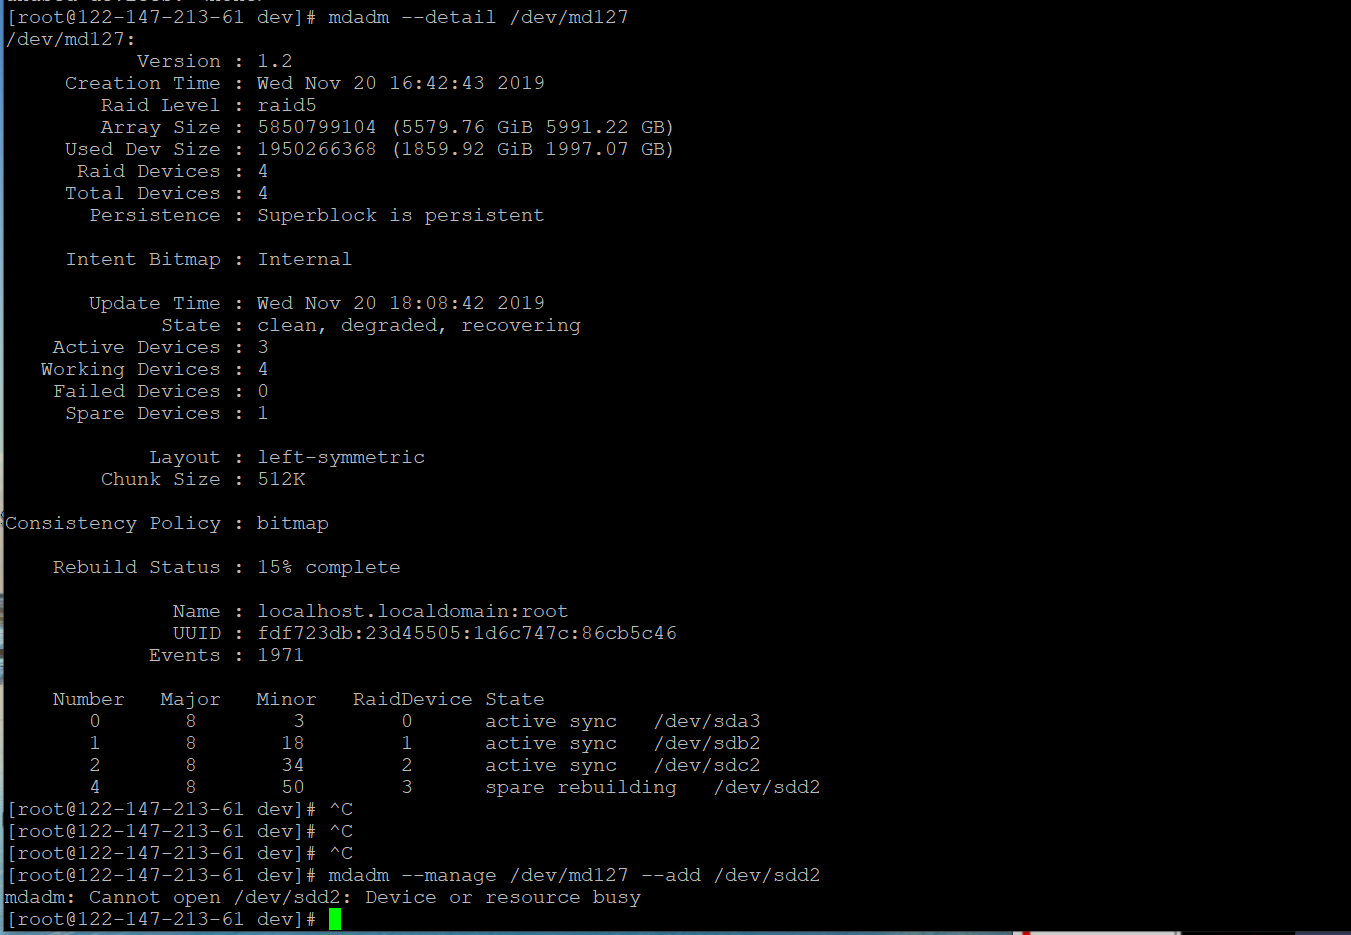 [root@122-147-213-61 dev]# mdadm --detail /dev/md127
/dev/md127:
Version : 1.2
Creation Time : Wed Nov 20 16:42:43 2019
Raid Level : raid5
Array Size : 5850799104 (5579.76 GiB 5991.22 GB)
Used Dev Size : 1950266368 (1859.92 GiB 1997.07 GB)
Raid Devices : 4
Total Devices : 4
Persistence : Superblock is persistent
Intent Bitmap : Internal
Update Time : Wed Nov 20 18:08:42 2019
State : clean, degraded, recovering
Active Devices : 3
Working Devices : 4
Failed Devices : 0
Spare Devices : 1
Layout : left-symmetric
Chunk Size : 512K
Consistency Policy : bitmap
Rebuild Status : 15% complete
Name : localhost.localdomain:root
UUID : fdf723db:23d45505:1d6c747c:86cb5c46
Events : 1971
Number Major Minor RaidDevice State
0 8 3 0 active sync /dev/sda3
1 8 18 1 active sync /dev/sdb2
2 8 34 2 active sync /dev/sdc2
4 8 50 3 spare rebuilding /dev/sdd2
[root@122-147-213-61 dev]# ^C
[root@122-147-213-61 dev]# ^C
[root@122-147-213-61 dev]# ^C
[root@122-147-213-61 dev]# mdadm --manage /dev/md127 --add /dev/sdd2
mdadm: Cannot open /dev/sdd2: Device or resource busy
[root@122-147-213-61 dev]#